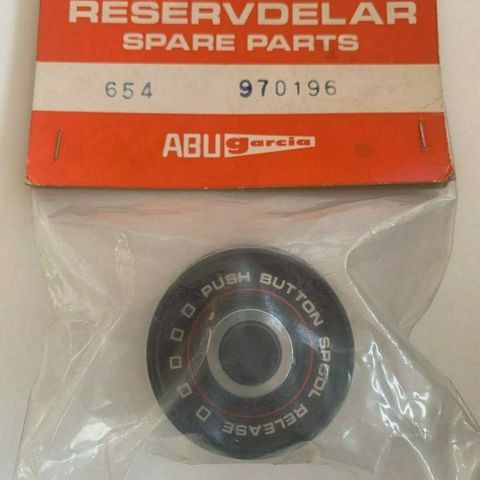 RESERVDELAR
SPARE PARTS
654 970196
ABU garcia
PUSH BUTTON SPOOL RELEASE